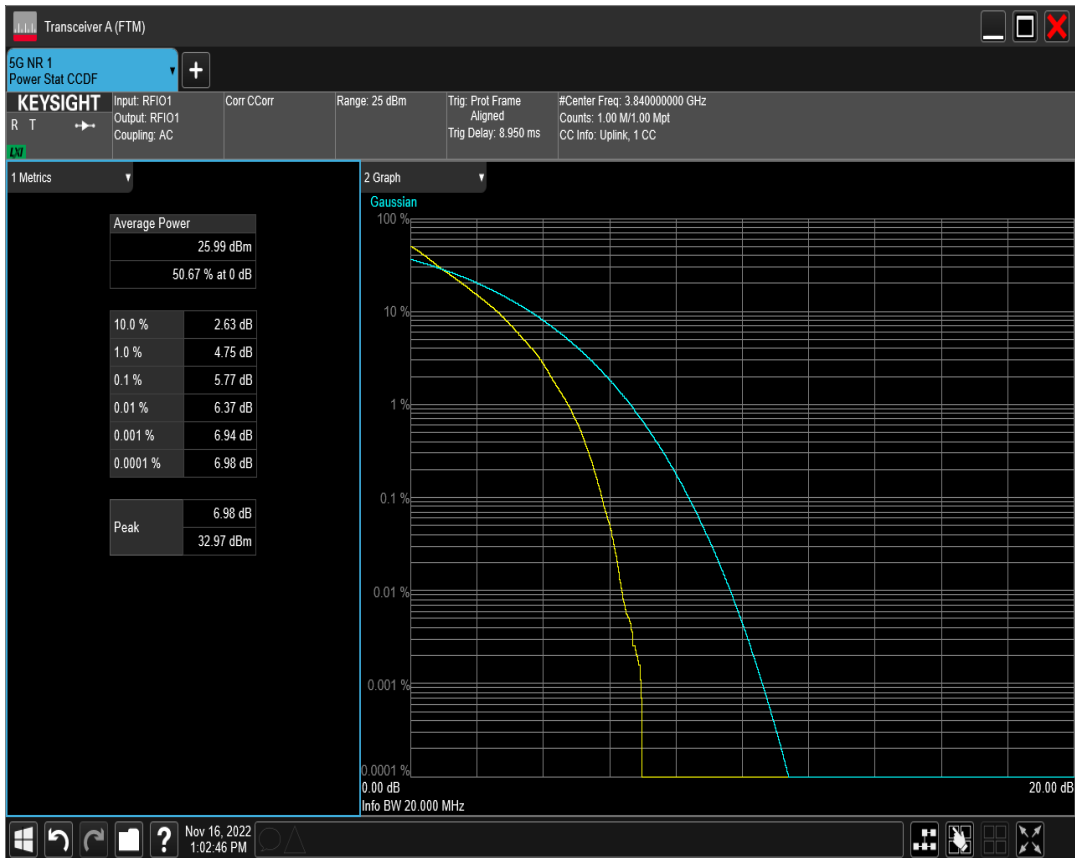 Transceiver A (FTM)
5G NR 1
Power Stat CCDF
+
KEYSIGHT
R T
LXI
Input: RFIO1
Output: RFIO1
Coupling: AC
Corr CCorr
Range: 25 dBm
Trig: Prot Frame
Aligned
Trig Delay: 8.950 ms
#Center Freq: 3.840000000 GHz
Counts: 1.00 M/1.00 Mpt
CC Info: Uplink, 1 CC
1 Metrics
Average Power
25.99 dBm
50.67 % at 0 dB
10.0 % 2.63 dB
1.0 % 4.75 dB
0.1 % 5.77 dB
0.01 % 6.37 dB
0.001 % 6.94 dB
0.0001 % 6.98 dB
Peak
6.98 dB
32.97 dBm
2 Graph
Gaussian
100 %
10 %
1 %
0.1 %
0.01 %
0.001 %
0.0001 %
0.00 dB 20.00 dB
Info BW 20.000 MHz
?
Nov 16, 2022
1:02:46 PM